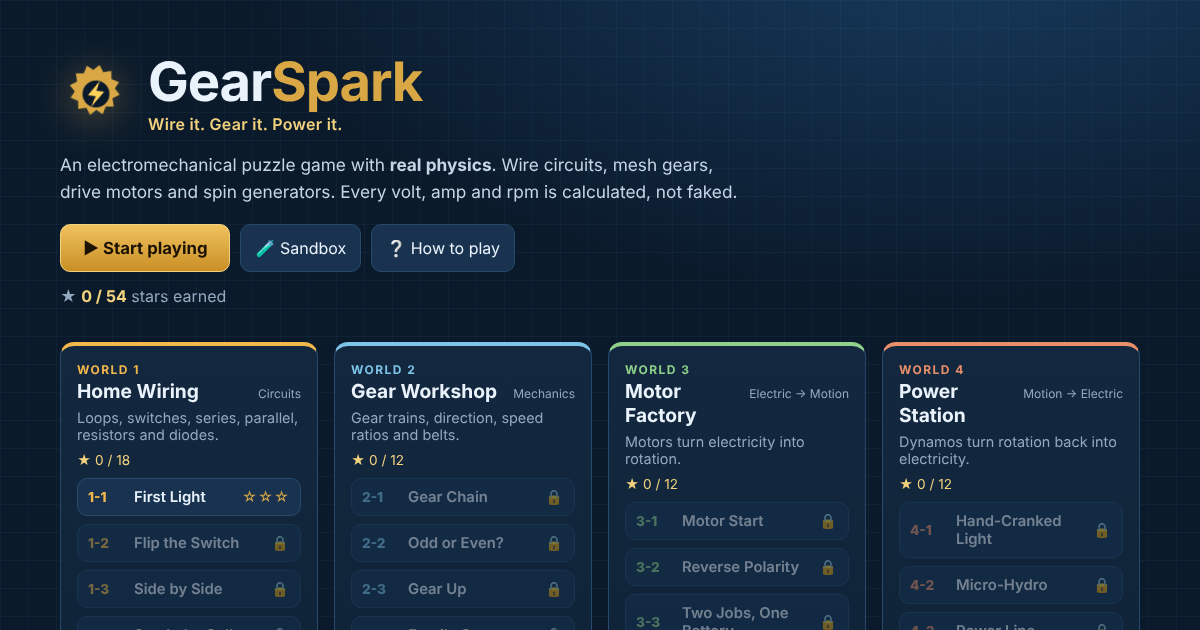 GearSpark
Wire it. Gear it. Power it.
An electromechanical puzzle game with real physics. Wire circuits, mesh gears,
drive motors and spin generators. Every volt, amp and rpm is calculated, not faked.
▶ Start playing
🧪 Sandbox
❔ How to play
★ 0 / 54 stars earned
WORLD 1
Home Wiring
Circuits
Loops, switches, series, parallel,
resistors and diodes.
★ 0 / 18
1-1 First Light ☆☆☆
1-2 Flip the Switch 🔒
1-3 Side by Side 🔒
WORLD 2
Gear Workshop
Mechanics
Gear trains, direction, speed
ratios and belts.
★ 0 / 12
2-1 Gear Chain 🔒
2-2 Odd or Even? 🔒
2-3 Gear Up 🔒
WORLD 3
Motor
Factory
Electric → Motion
Motors turn electricity into
rotation.
★ 0 / 12
3-1 Motor Start 🔒
3-2 Reverse Polarity 🔒
3-3 Two Jobs, One
Battery 🔒
WORLD 4
Power
Station
Motion → Electric
Dynamos turn rotation back into
electricity.
★ 0 / 12
4-1 Hand-Cranked
Light 🔒
4-2 Micro-Hydro 🔒
4-3 Power Line 🔒